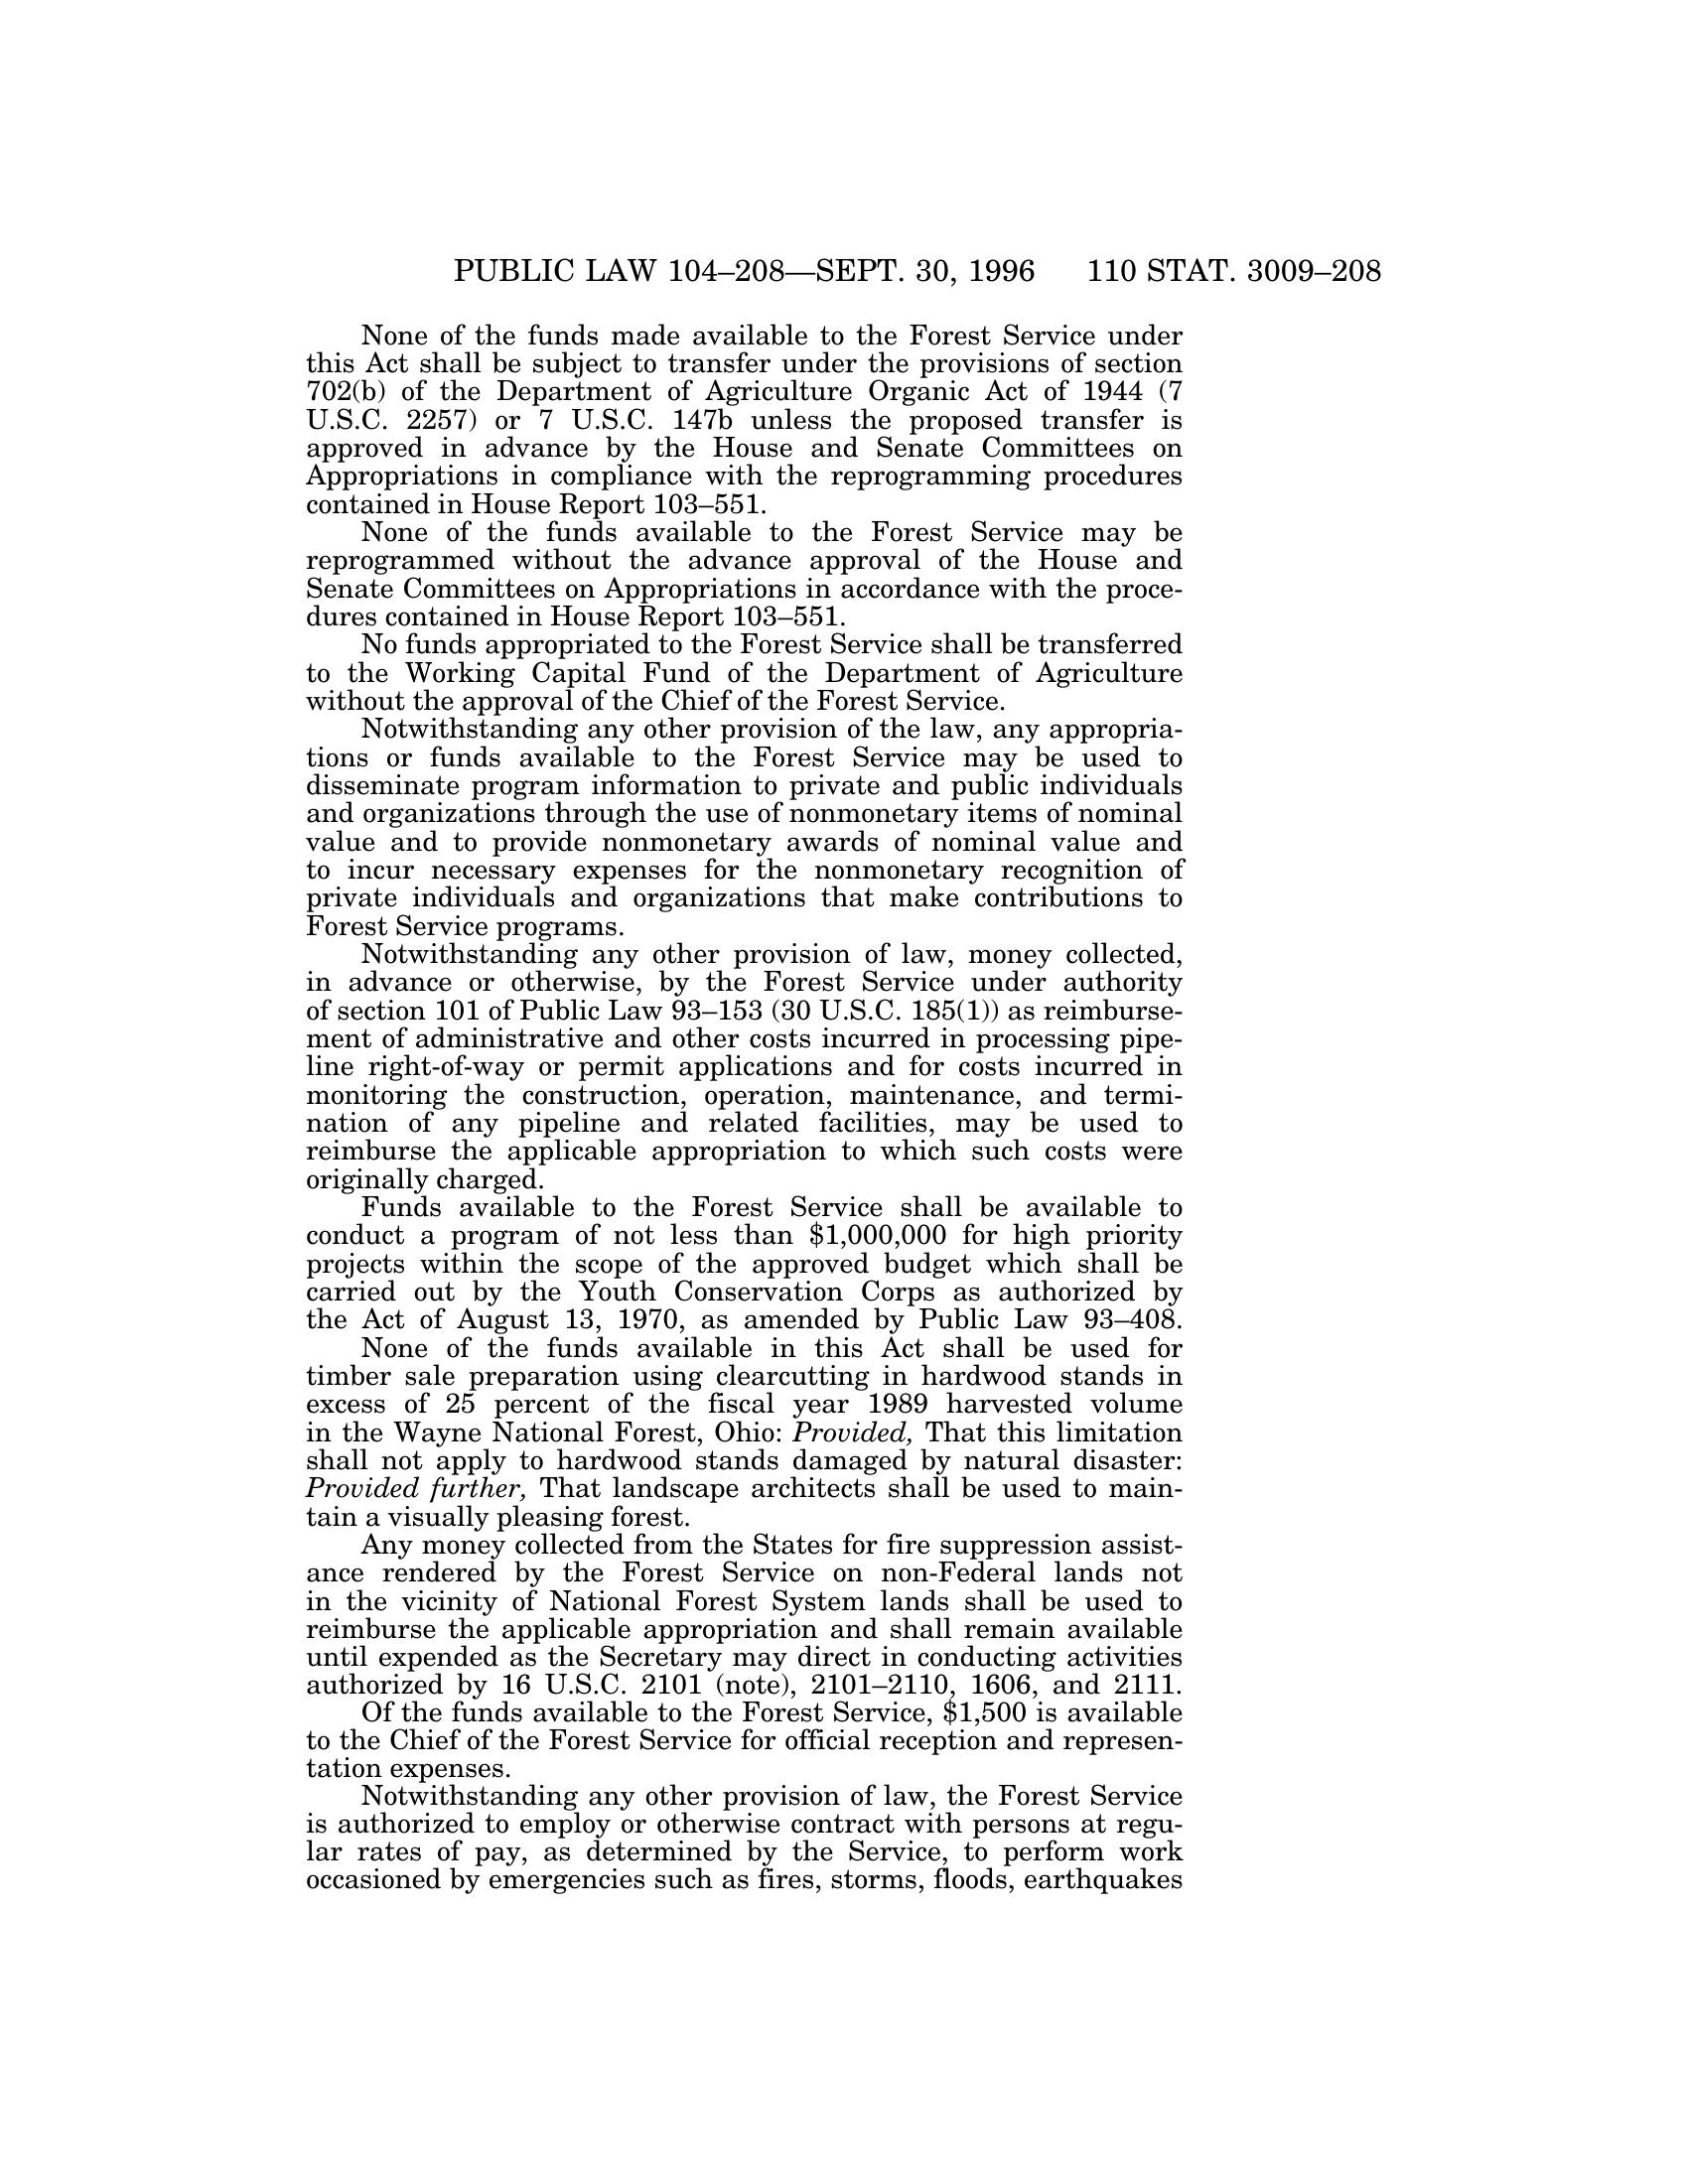 PUBLIC LAW 104–208—SEPT. 30, 1996 110 STAT. 3009–208
None of the funds made available to the Forest Service under
this Act shall be subject to transfer under the provisions of section
702(b) of the Department of Agriculture Organic Act of 1944 (7
U.S.C. 2257) or 7 U.S.C. 147b unless the proposed transfer is
approved in advance by the House and Senate Committees on
Appropriations in compliance with the reprogramming procedures
contained in House Report 103–551.
None of the funds available to the Forest Service may be
reprogrammed without the advance approval of the House and
Senate Committees on Appropriations in accordance with the proce-
dures contained in House Report 103–551.
No funds appropriated to the Forest Service shall be transferred
to the Working Capital Fund of the Department of Agriculture
without the approval of the Chief of the Forest Service.
Notwithstanding any other provision of the law, any appropria-
tions or funds available to the Forest Service may be used to
disseminate program information to private and public individuals
and organizations through the use of nonmonetary items of nominal
value and to provide nonmonetary awards of nominal value and
to incur necessary expenses for the nonmonetary recognition of
private individuals and organizations that make contributions to
Forest Service programs.
Notwithstanding any other provision of law, money collected,
in advance or otherwise, by the Forest Service under authority
of section 101 of Public Law 93–153 (30 U.S.C. 185(1)) as reimburse-
ment of administrative and other costs incurred in processing pipe-
line right-of-way or permit applications and for costs incurred in
monitoring the construction, operation, maintenance, and termi-
nation of any pipeline and related facilities, may be used to
reimburse the applicable appropriation to which such costs were
originally charged.
Funds available to the Forest Service shall be available to
conduct a program of not less than $1,000,000 for high priority
projects within the scope of the approved budget which shall be
carried out by the Youth Conservation Corps as authorized by
the Act of August 13, 1970, as amended by Public Law 93–408.
None of the funds available in this Act shall be used for
timber sale preparation using clearcutting in hardwood stands in
excess of 25 percent of the fiscal year 1989 harvested volume
in the Wayne National Forest, Ohio: Provided, That this limitation
shall not apply to hardwood stands damaged by natural disaster:
Provided further, That landscape architects shall be used to main-
tain a visually pleasing forest.
Any money collected from the States for fire suppression assist-
ance rendered by the Forest Service on non-Federal lands not
in the vicinity of National Forest System lands shall be used to
reimburse the applicable appropriation and shall remain available
until expended as the Secretary may direct in conducting activities
authorized by 16 U.S.C. 2101 (note), 2101–2110, 1606, and 2111.
Of the funds available to the Forest Service, $1,500 is available
to the Chief of the Forest Service for official reception and represen-
tation expenses.
Notwithstanding any other provision of law, the Forest Service
is authorized to employ or otherwise contract with persons at regu-
lar rates of pay, as determined by the Service, to perform work
occasioned by emergencies such as fires, storms, floods, earthquakes